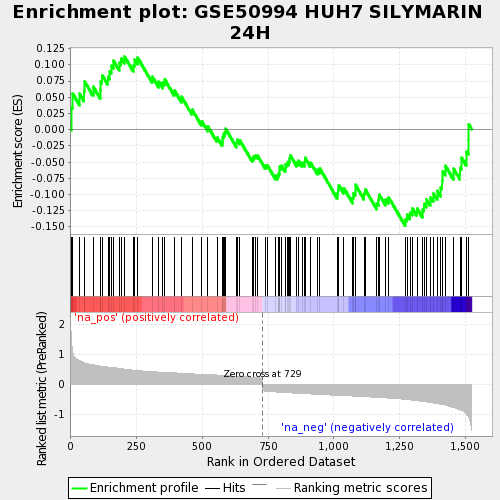 Enrichment plot: GSE50994 HUH7 SILYMARIN
24H
Enrichment score (ES)
0.125
0.100
0.075
0.050
0.025
0.000
-0.025
-0.050
-0.075
-0.100
-0.125
-0.150
'na_pos' (positively correlated)
Ranked list metric (PreRanked)
2
1
0
-1
Zero cross at 729
'na_neg' (negatively correlated)
0
250
500
750
1,000
1,250
1,500
Rank in Ordered Dataset
Enrichment profile
Hits
Ranking metric scores